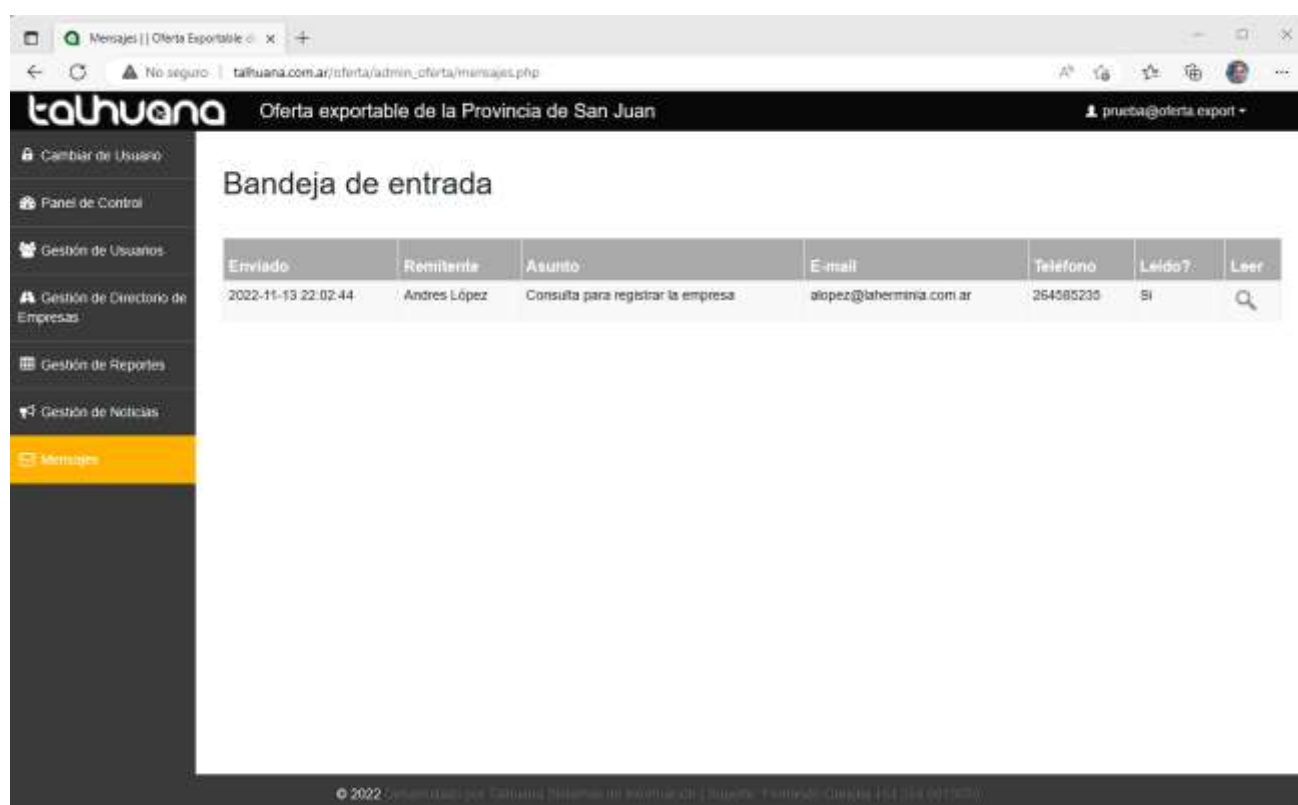 Mensajes || Oferta Exportable
No seguro | talhuana.com.ar/oferta/admin_oferta/mensajes.php
talhuana
Oferta exportable de la Provincia de San Juan
prueba@oferta.export
Cambiar de Usuario
Panel de Control
Gestión de Usuarios
Gestión de Directorio de
Empresas
Gestión de Reportes
Gestión de Noticias
Mensajes
Bandeja de entrada
Enviado Remitente Asunto E-mail Teléfono Leído? Leer
2022-11-13 22:02:44 Andres López Consulta para registrar la empresa alopez@laherminia.com.ar 264585235 Si
© 2022